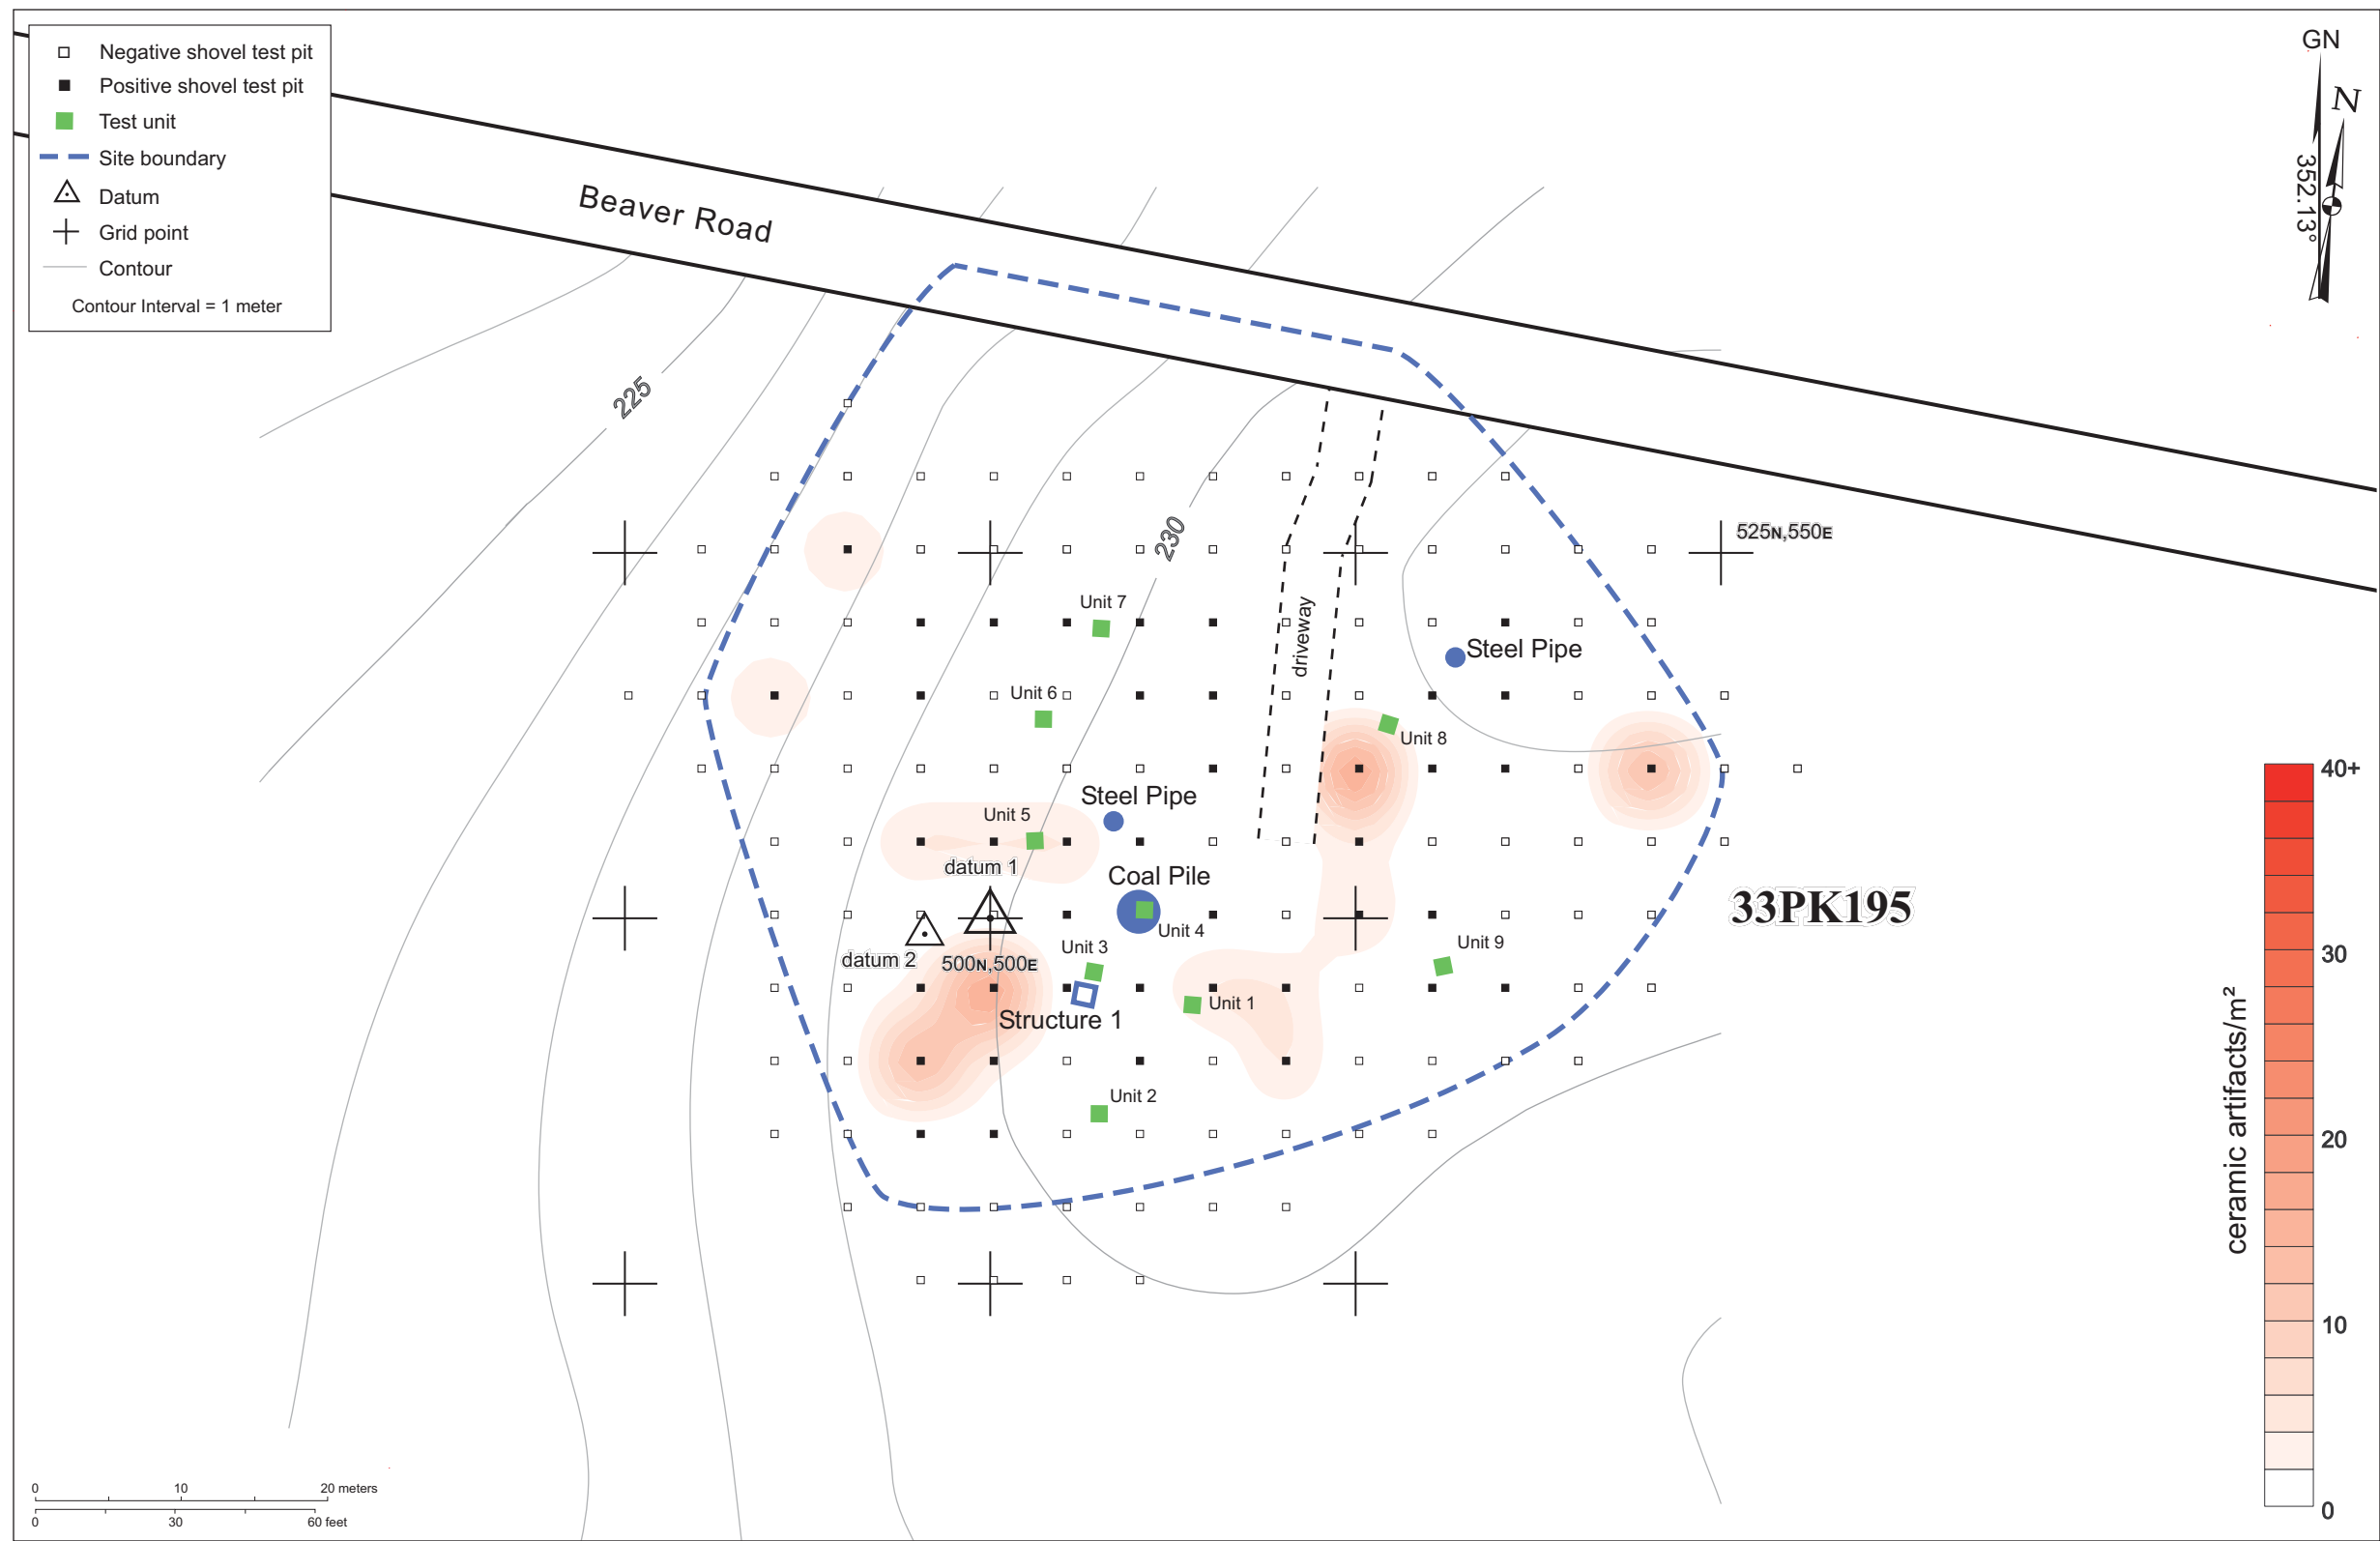 Negative shovel test pit
Positive shovel test pit
Test unit
Site boundary
Datum
Grid point
Contour
Contour Interval = 1 meter
GN
N
352.13°
Beaver Road
225
230
525N,550E
Unit 7
driveway
Steel Pipe
Unit 6
Unit 8
Steel Pipe
Unit 5
datum 1
Coal Pile
33PK195
Unit 4
Unit 3
Unit 9
datum 2
500N,500E
Unit 1
Structure 1
Unit 2
40+
30
20
10
0
ceramic artifacts/m²
0 10 20 meters
0 30 60 feet